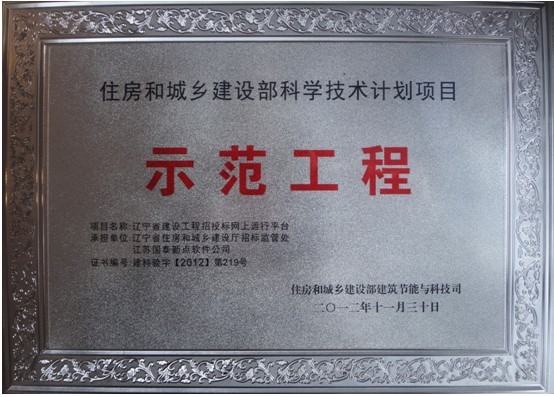 住房和城乡建设部科学技术计划项目
示范工程
项目名称:辽宁省建设工程招投标网上运行平台
承担单位:辽宁省住房和城乡建设厅招标监管处
江苏国泰新点软件公司
证书编号:建科验字【2012】第219号
住房和城乡建设部建筑节能与科技司
二〇一二年十一月三十日